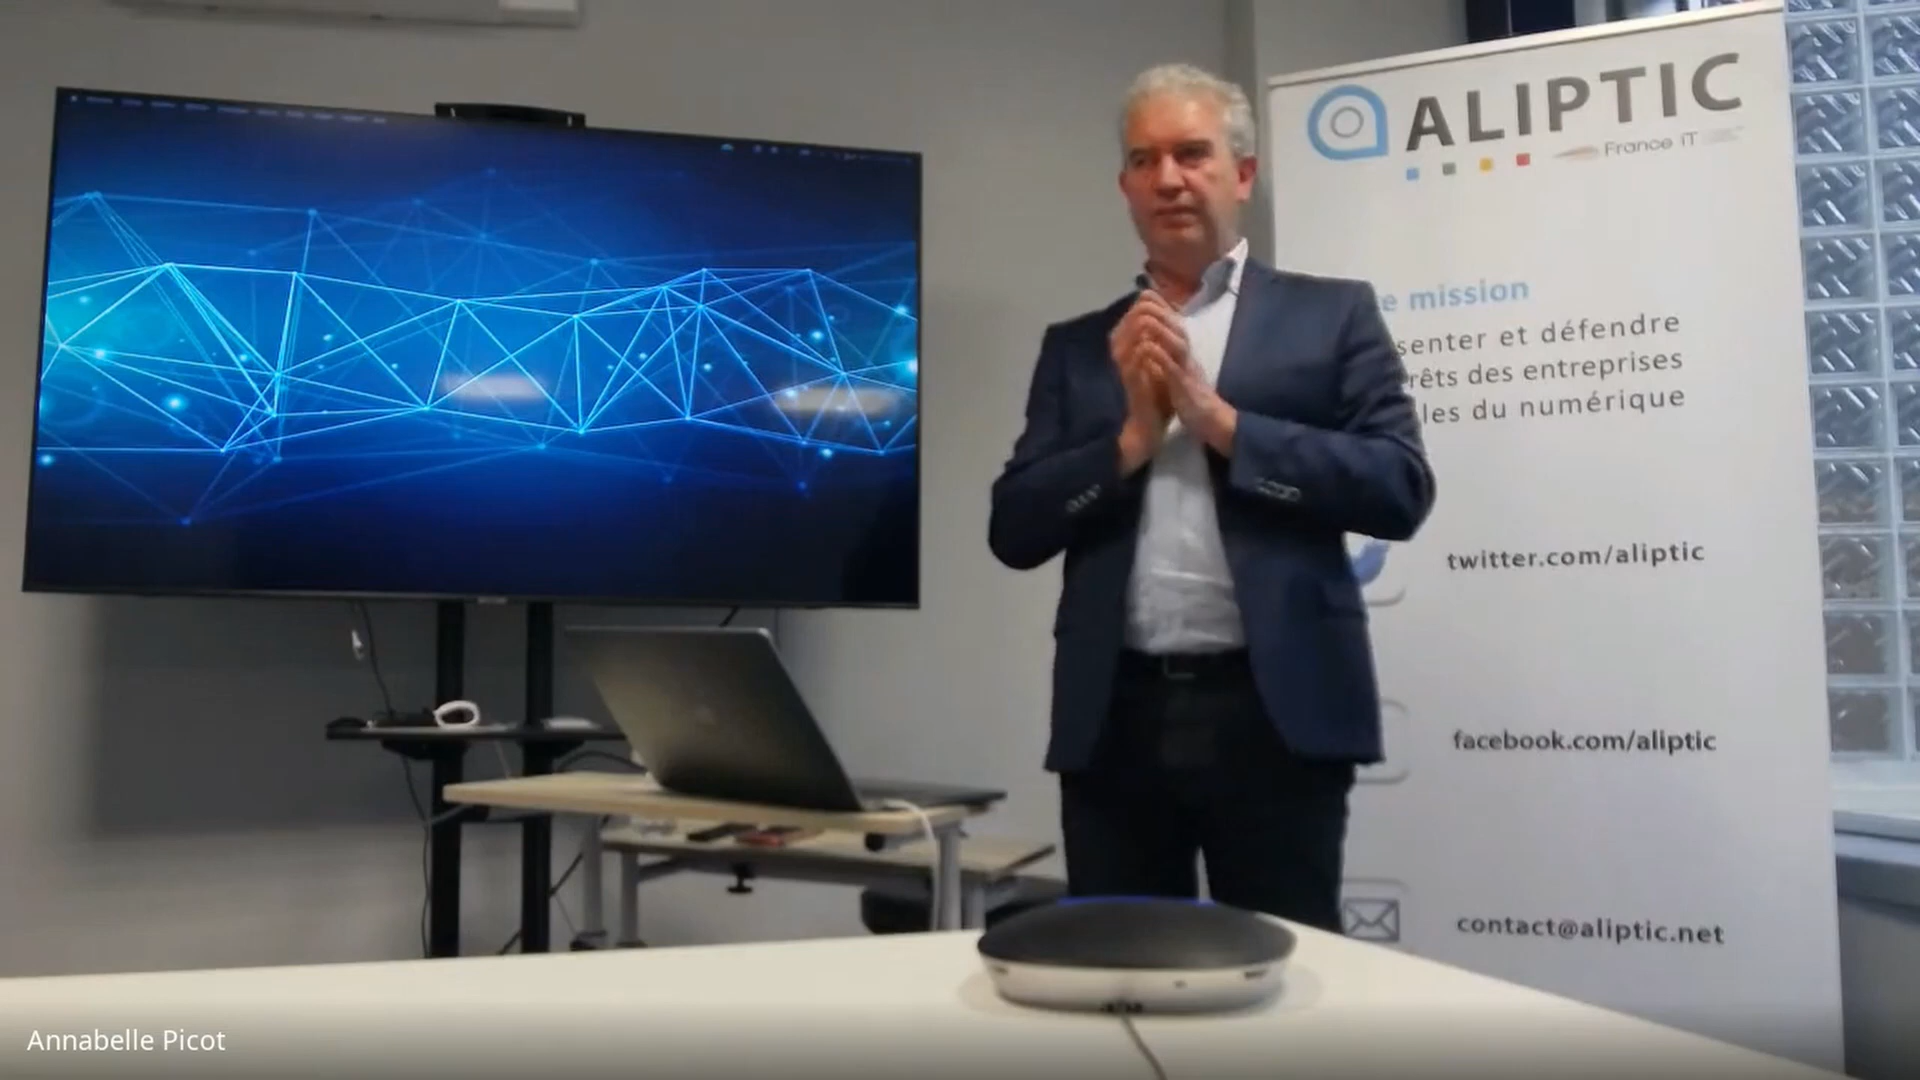 ALIPTIC
France iT
e mission
senter et défendre
rêts des entreprises
les du numérique
twitter.com/aliptic
facebook.com/aliptic
contact@aliptic.net
Annabelle Picot